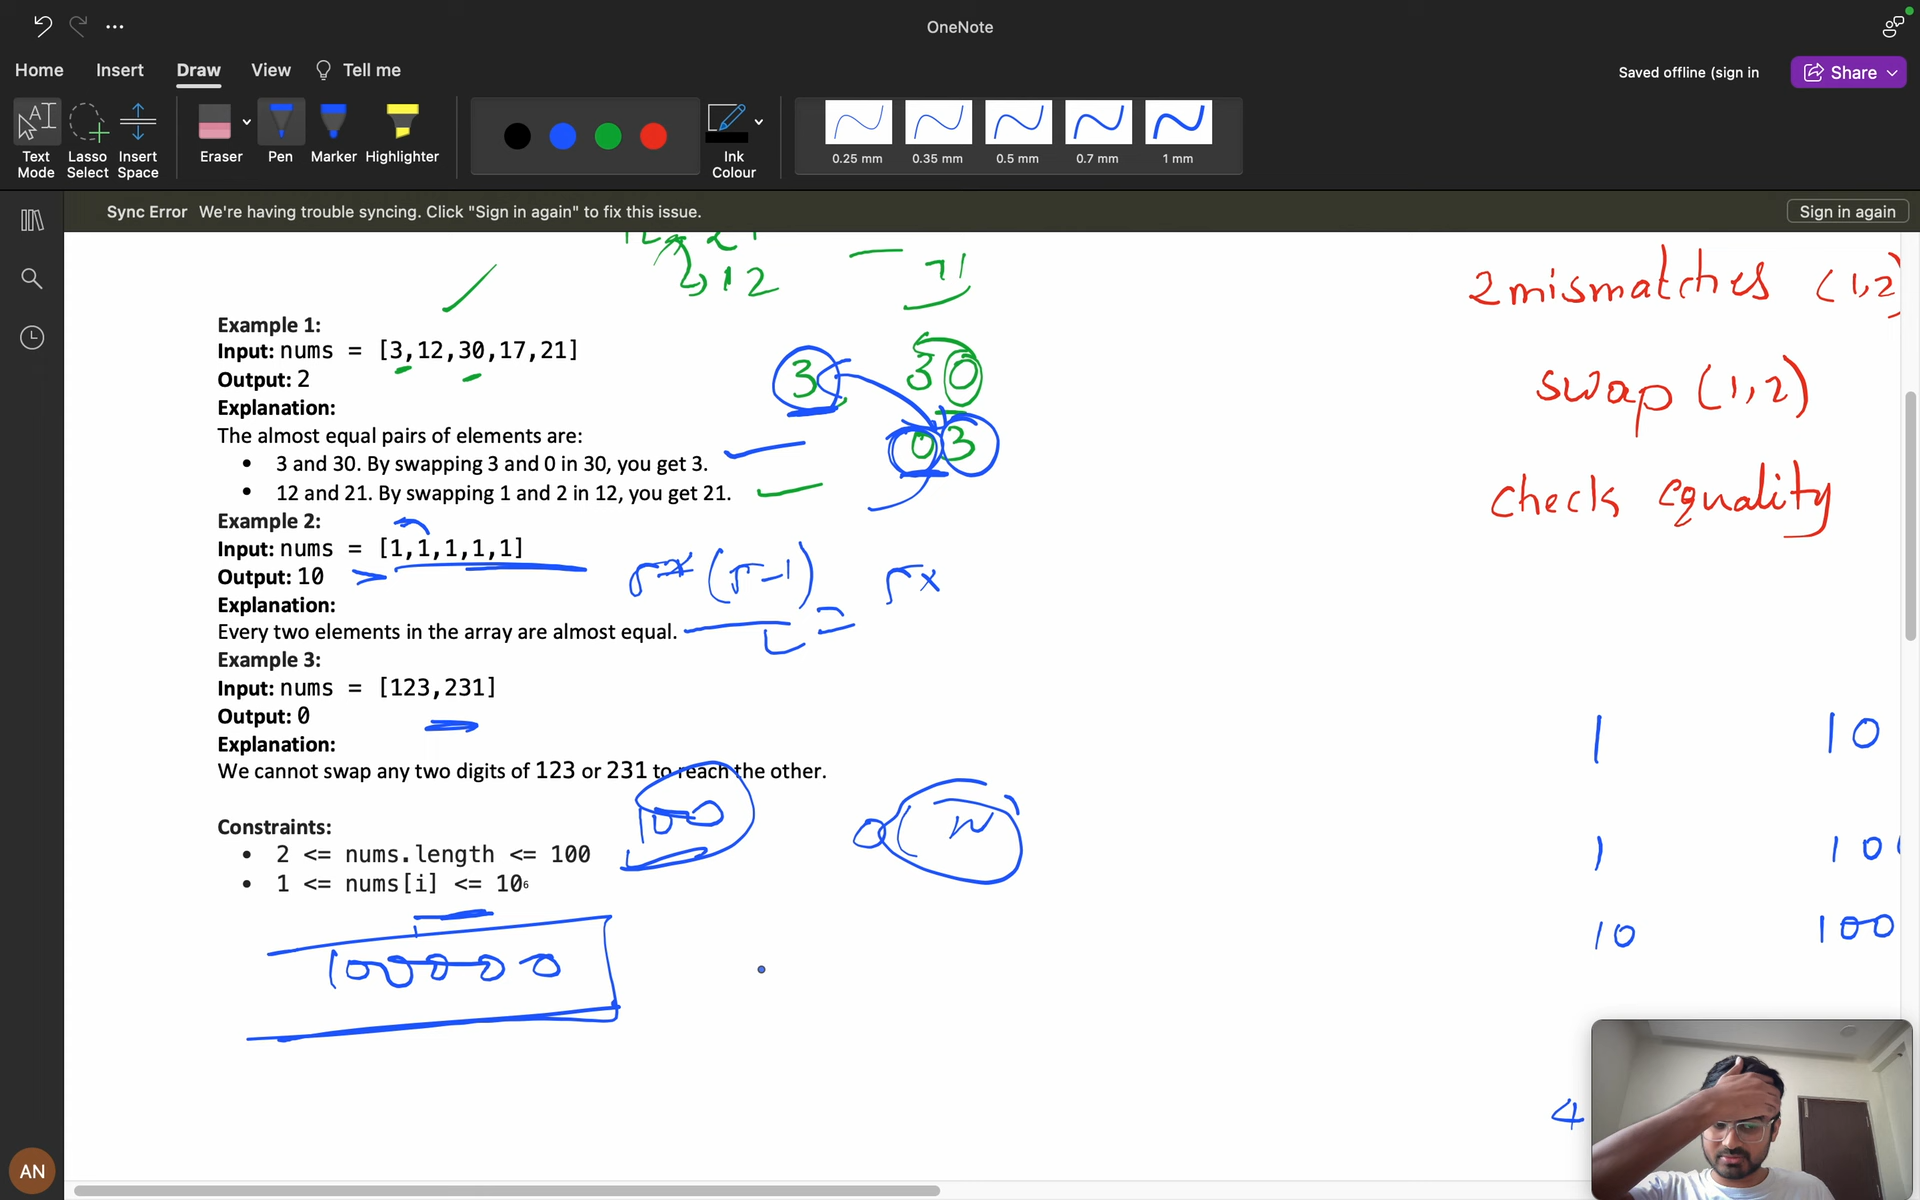 OneNote
Home Insert Draw View Tell me
Saved offline (sign in
Share
Text Mode
Lasso Select
Insert Space
Eraser
Pen
Marker
Highlighter
Ink Colour
0.25 mm
0.35 mm
0.5 mm
0.7 mm
1 mm
Sync Error We're having trouble syncing. Click "Sign in again" to fix this issue.
Sign in again
12
2 mismatches (1,2)
Example 1:
Input: nums = [3,12,30,17,21]
Output: 2
Explanation:
The almost equal pairs of elements are:
• 3 and 30. By swapping 3 and 0 in 30, you get 3.
• 12 and 21. By swapping 1 and 2 in 12, you get 21.
3 30
03
swap (1,2)
check equality
Example 2:
Input: nums = [1,1,1,1,1]
Output: 10
Explanation:
Every two elements in the array are almost equal.
Example 3:
Input: nums = [123,231]
Output: 0
Explanation:
We cannot swap any two digits of 123 or 231 to reach the other.
1 10
100
Constraints:
• 2 <= nums.length <= 100
• 1 <= nums[i] <= 10⁶
1 10
10 100
100000
4
AN